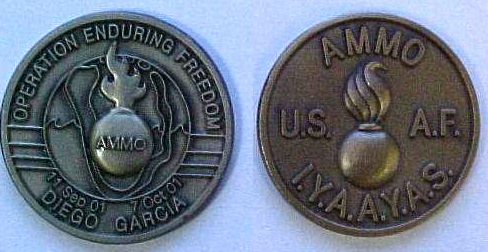 OPERATION ENDURING FREEDOM
AMMO
11 Sep 01 7 Oct 01
DIEGO GARCIA
AMMO
U.S. A.F.
I.Y.A.A.Y.A.S.